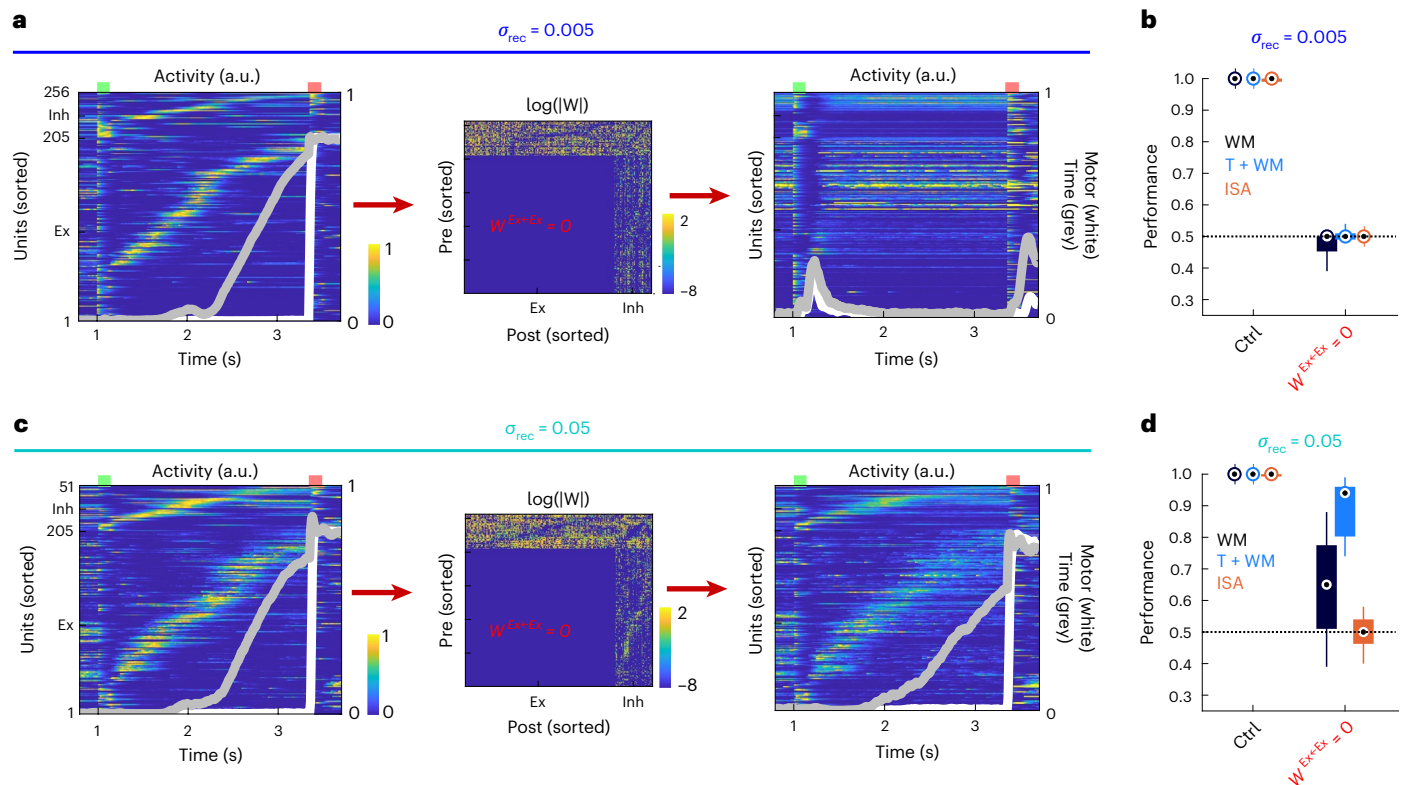 a
σrec = 0.005
Activity (a.u.)
256
Inh
205
Ex
1
Units (sorted)
1
0
1
0
1 2 3
Time (s)
log(|W|)
Pre (sorted)
W Ex←Ex = 0
2
−8
Ex Inh
Post (sorted)
Activity (a.u.)
Units (sorted)
1
0
Motor (white)
Time (grey)
1 2 3
Time (s)
b
σrec = 0.005
Performance
1.0
0.9
0.8
0.7
0.6
0.5
0.4
0.3
WM
T + WM
ISA
Ctrl
W Ex←Ex = 0
c
σrec = 0.05
Activity (a.u.)
51
Inh
205
Ex
1
Units (sorted)
1
0
1
0
1 2 3
Time (s)
log(|W|)
Pre (sorted)
W Ex←Ex = 0
2
−8
Ex Inh
Post (sorted)
Activity (a.u.)
Units (sorted)
1
0
Motor (white)
Time (grey)
1 2 3
Time (s)
d
σrec = 0.05
Performance
1.0
0.9
0.8
0.7
0.6
0.5
0.4
0.3
WM
T + WM
ISA
Ctrl
W Ex←Ex = 0